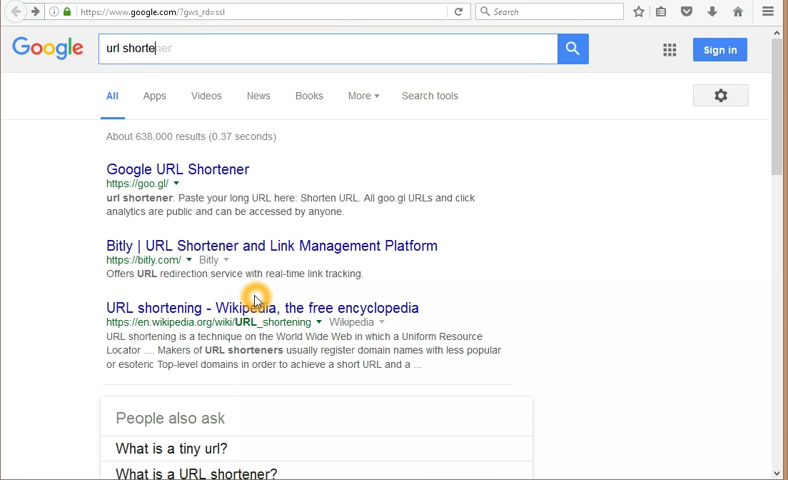 https://www.google.com/?gws_rd=ssl
Search
Google
url shortener
Sign in
All
Apps
Videos
News
Books
More
Search tools
About 638,000 results (0.37 seconds)
Google URL Shortener
https://goo.gl/
url shortener. Paste your long URL here: Shorten URL. All goo.gl URLs and click
analytics are public and can be accessed by anyone.
Bitly | URL Shortener and Link Management Platform
https://bitly.com/ Bitly
Offers URL redirection service with real-time link tracking.
URL shortening - Wikipedia, the free encyclopedia
https://en.wikipedia.org/wiki/URL_shortening Wikipedia
URL shortening is a technique on the World Wide Web in which a Uniform Resource
Locator .... Makers of URL shorteners usually register domain names with less popular
or esoteric Top-level domains in order to achieve a short URL and a ...
People also ask
What is a tiny url?
What is a URL shortener?